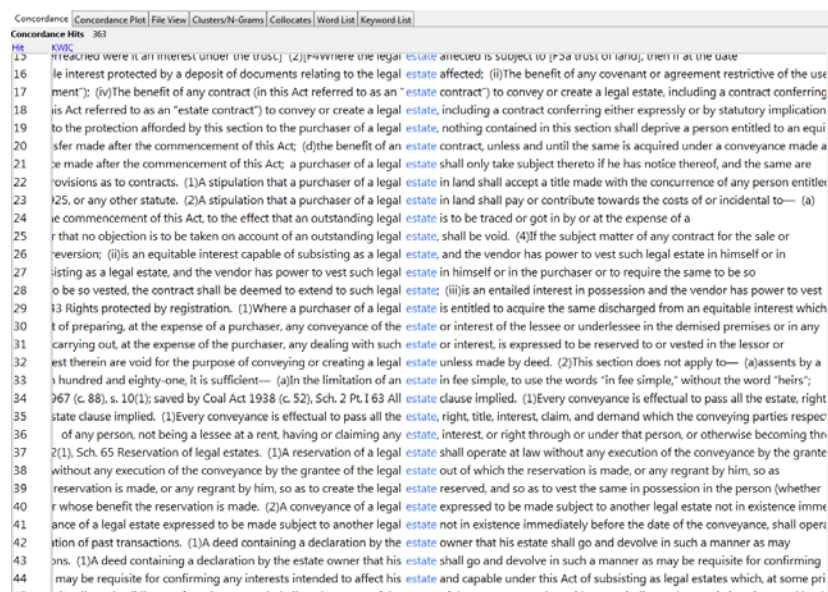 Concordance Concordance Plot File View Clusters/N-Grams Collocates Word List Keyword List
Concordance Hits 363
Hit KWIC
15 erreached were it an interest under the trust.] (2)[F4Where the legal estate affected is subject to [F5a trust of land], then if at the date
16 le interest protected by a deposit of documents relating to the legal estate affected; (ii)The benefit of any covenant or agreement restrictive of the use
17 ment"); (iv)The benefit of any contract (in this Act referred to as an "estate contract") to convey or create a legal estate, including a contract conferring
18 is Act referred to as an "estate contract") to convey or create a legal estate, including a contract conferring either expressly or by statutory implication
19 to the protection afforded by this section to the purchaser of a legal estate, nothing contained in this section shall deprive a person entitled to an equi
20 sfer made after the commencement of this Act; (d)the benefit of an estate contract, unless and until the same is acquired under a conveyance made a
21 e made after the commencement of this Act; a purchaser of a legal estate shall only take subject thereto if he has notice thereof, and the same are
22 rovisions as to contracts. (1)A stipulation that a purchaser of a legal estate in land shall accept a title made with the concurrence of any person entitle
23 925, or any other statute. (2)A stipulation that a purchaser of a legal estate in land shall pay or contribute towards the costs of or incidental to— (a)
24 e commencement of this Act, to the effect that an outstanding legal estate is to be traced or got in by or at the expense of a
25 r that no objection is to be taken on account of an outstanding legal estate, shall be void. (4)If the subject matter of any contract for the sale or
26 reversion; (ii)is an equitable interest capable of subsisting as a legal estate, and the vendor has power to vest such legal estate in himself or in
27 isting as a legal estate, and the vendor has power to vest such legal estate in himself or in the purchaser or to require the same to be so
28 o be so vested, the contract shall be deemed to extend to such legal estate; (iii)is an entailed interest in possession and the vendor has power to vest
29 43 Rights protected by registration. (1)Where a purchaser of a legal estate is entitled to acquire the same discharged from an equitable interest which
30 t of preparing, at the expense of a purchaser, any conveyance of the estate or interest of the lessee or underlessee in the demised premises or in any
31 carrying out, at the expense of the purchaser, any dealing with such estate or interest, is expressed to be reserved to or vested in the lessor or
32 est therein are void for the purpose of conveying or creating a legal estate unless made by deed. (2)This section does not apply to— (a)assents by a
33 n hundred and eighty-one, it is sufficient— (a)In the limitation of an estate in fee simple, to use the words "in fee simple," without the word "heirs";
34 967 (c. 88), s. 10(1); saved by Coal Act 1938 (c. 52), Sch. 2 Pt. I 63 All estate clause implied. (1)Every conveyance is effectual to pass all the estate, right
35 state clause implied. (1)Every conveyance is effectual to pass all the estate, right, title, interest, claim, and demand which the conveying parties respec
36 of any person, not being a lessee at a rent, having or claiming any estate, interest, or right through or under that person, or otherwise becoming thr
37 2(1), Sch. 65 Reservation of legal estates. (1)A reservation of a legal estate shall operate at law without any execution of the conveyance by the grante
38 without any execution of the conveyance by the grantee of the legal estate out of which the reservation is made, or any regrant by him, so as
39 reservation is made, or any regrant by him, so as to create the legal estate reserved, and so as to vest the same in possession in the person (whether
40 r whose benefit the reservation is made. (2)A conveyance of a legal estate expressed to be made subject to another legal estate not in existence imme
41 ance of a legal estate expressed to be made subject to another legal estate not in existence immediately before the date of the conveyance, shall opera
42 ation of past transactions. (1)A deed containing a declaration by the estate owner that his estate shall go and devolve in such a manner as may
43 ons. (1)A deed containing a declaration by the estate owner that his estate shall go and devolve in such a manner as may be requisite for confirming
44 may be requisite for confirming any interests intended to affect his estate and capable under this Act of subsisting as legal estates which, at some pri